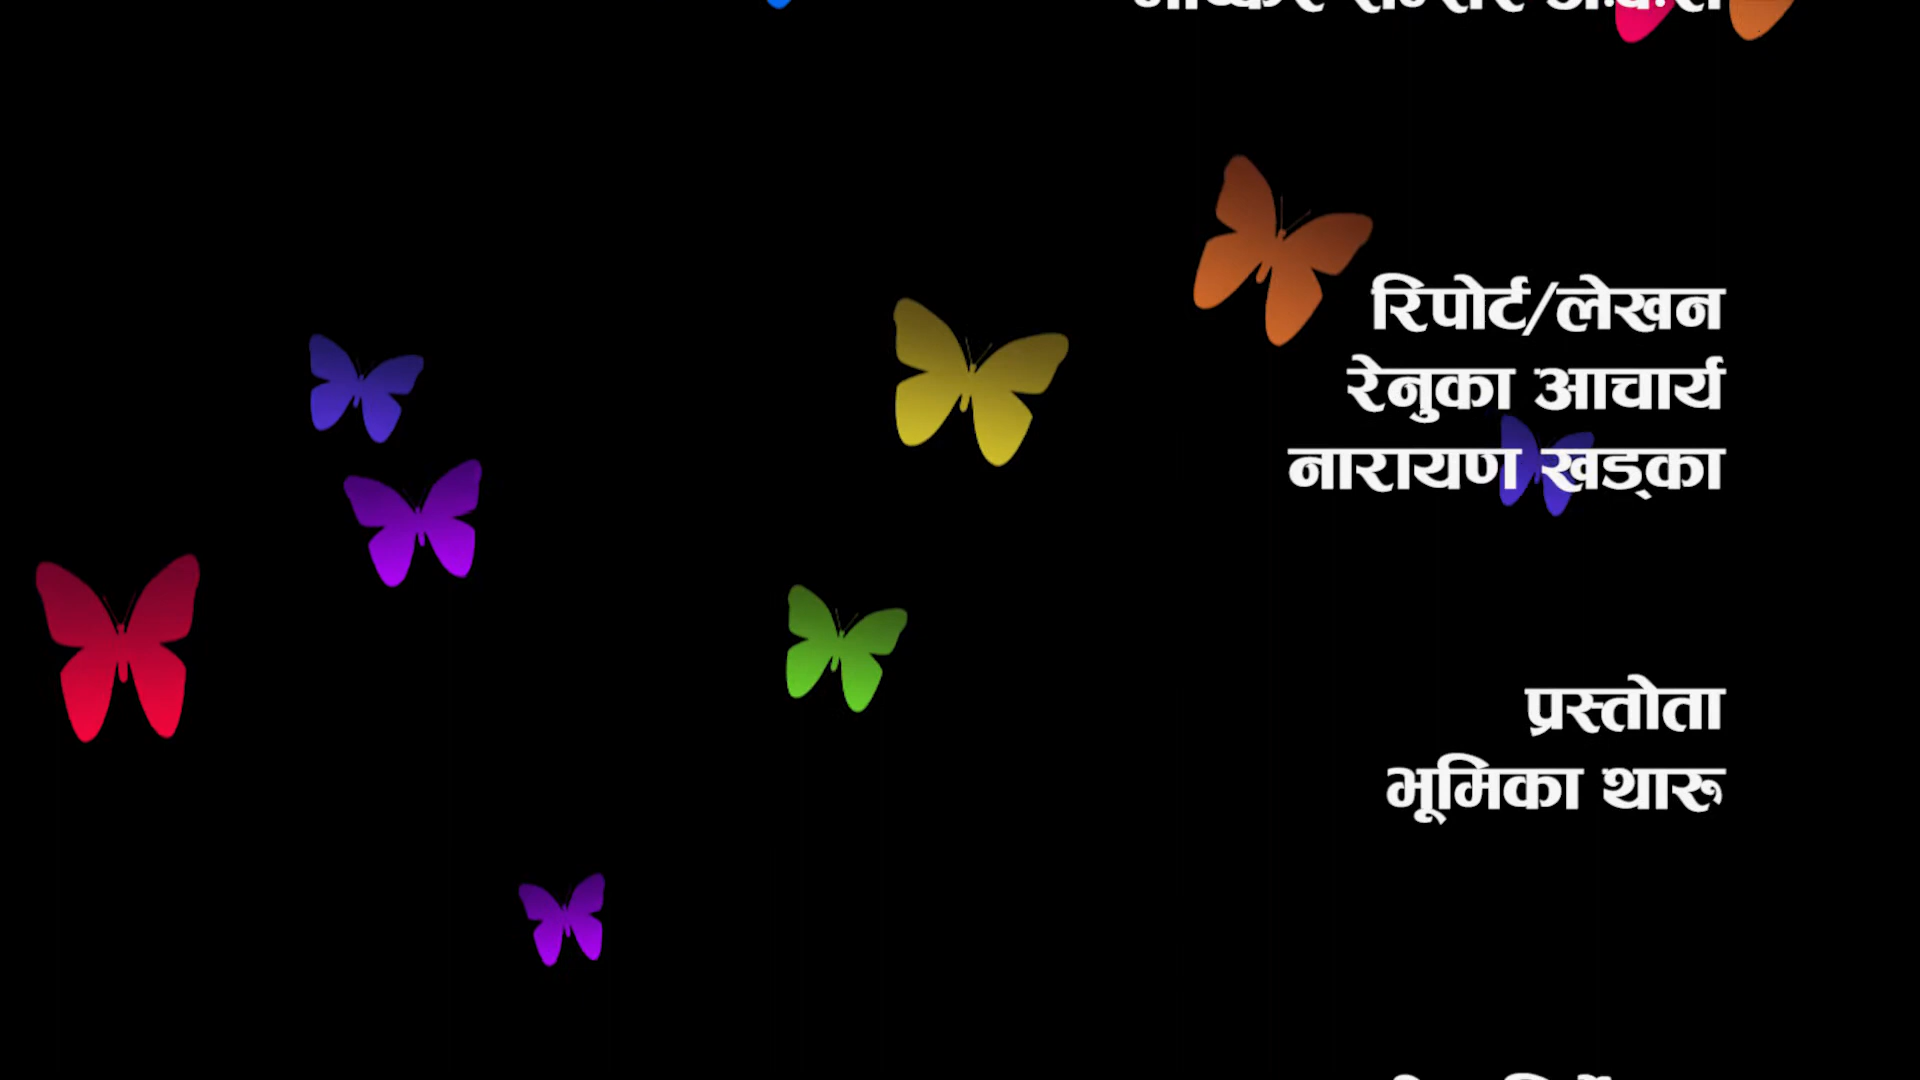 रिपोर्ट/लेखन
रेनुका आचार्य
नारायण खड्का
प्रस्तोता
भूमिका थारू